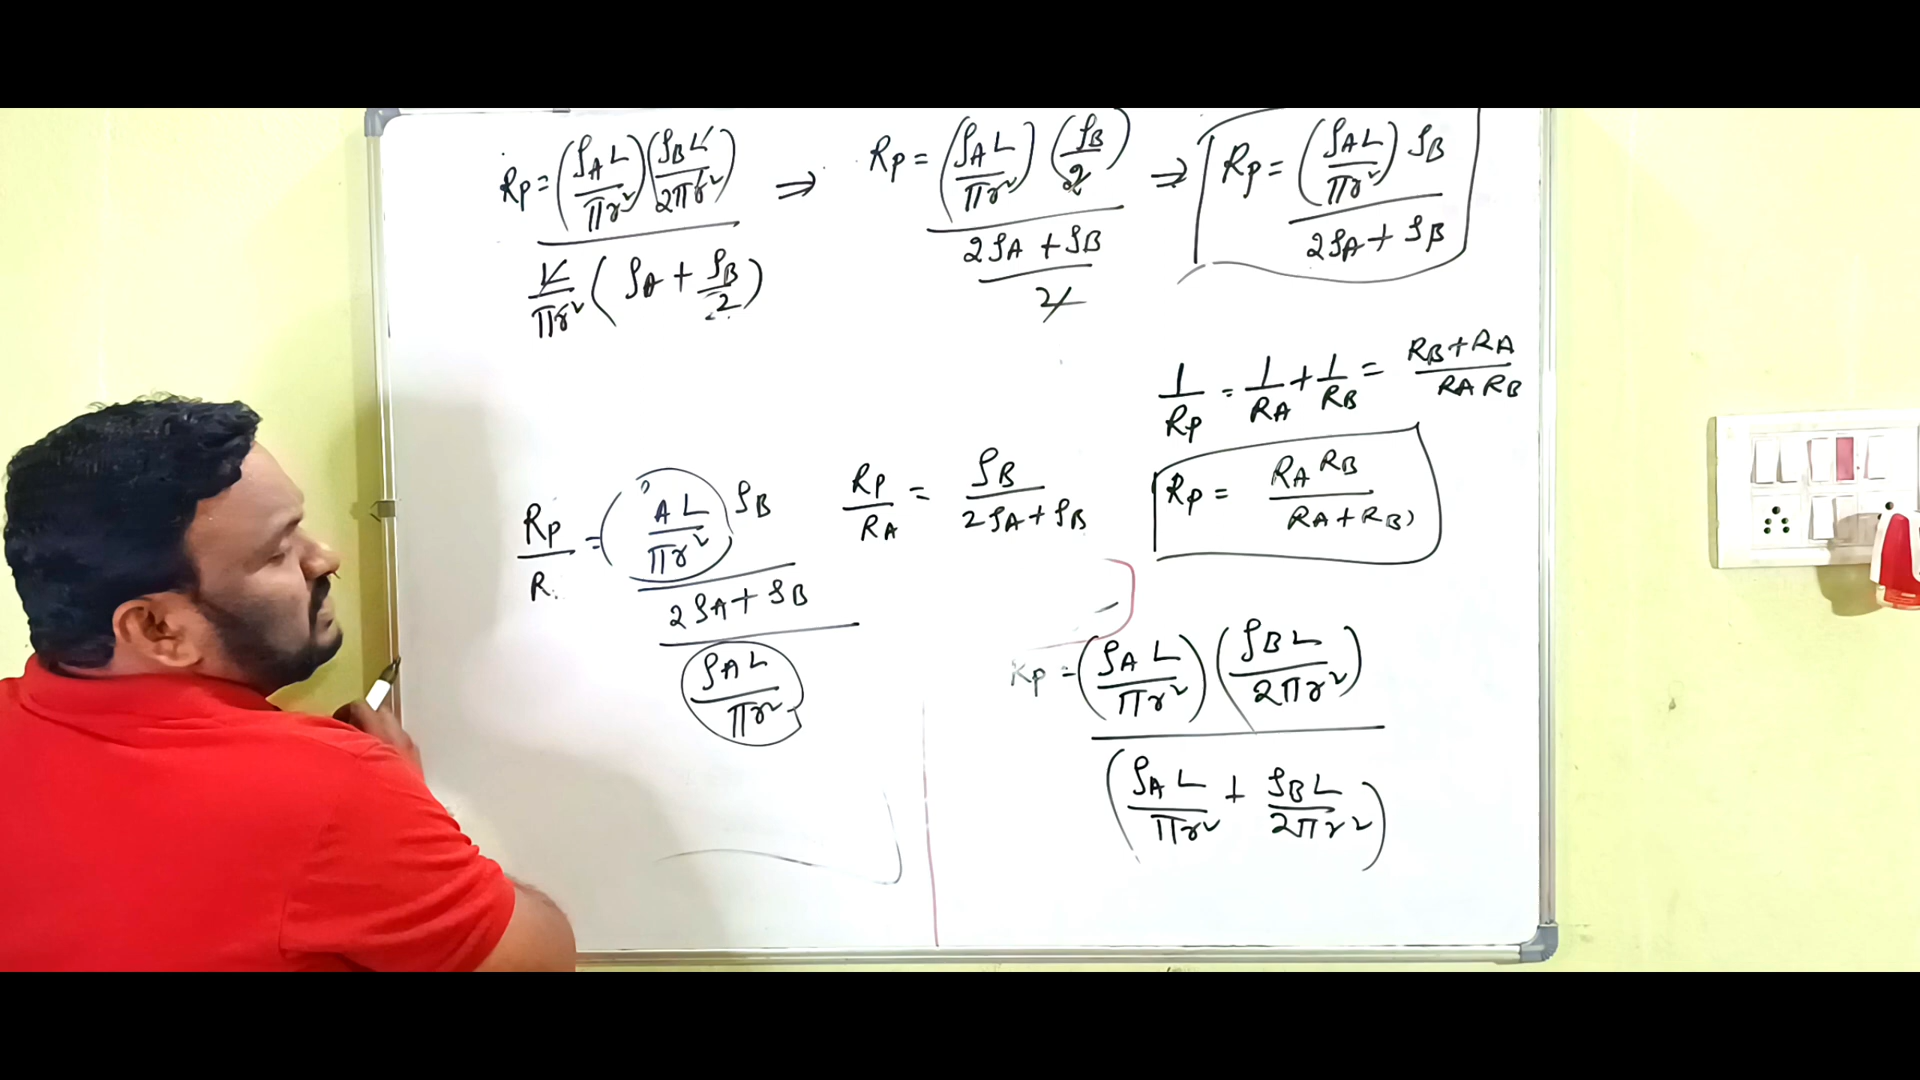 Rp = (ρA L / πr²) (ρB L / 2πr²) / L/πr² (ρA + ρB/2) ⇒ Rp = (ρA L / πr²) (ρB / 2) / (2ρA + ρB) / 2 ⇒ Rp = (ρA L / πr²) ρB / 2ρA + ρB
1/Rp = 1/RA + 1/RB = RB + RA / RA RB
Rp / R = (A L / πr²) ρB / 2ρA + ρB / (ρA L / πr²)
Rp / RA = ρB / 2ρA + ρB
Rp = RA RB / RA + RB
Rp = (ρA L / πr²) (ρB L / 2πr²) / (ρA L / πr² + ρB L / 2πr²)